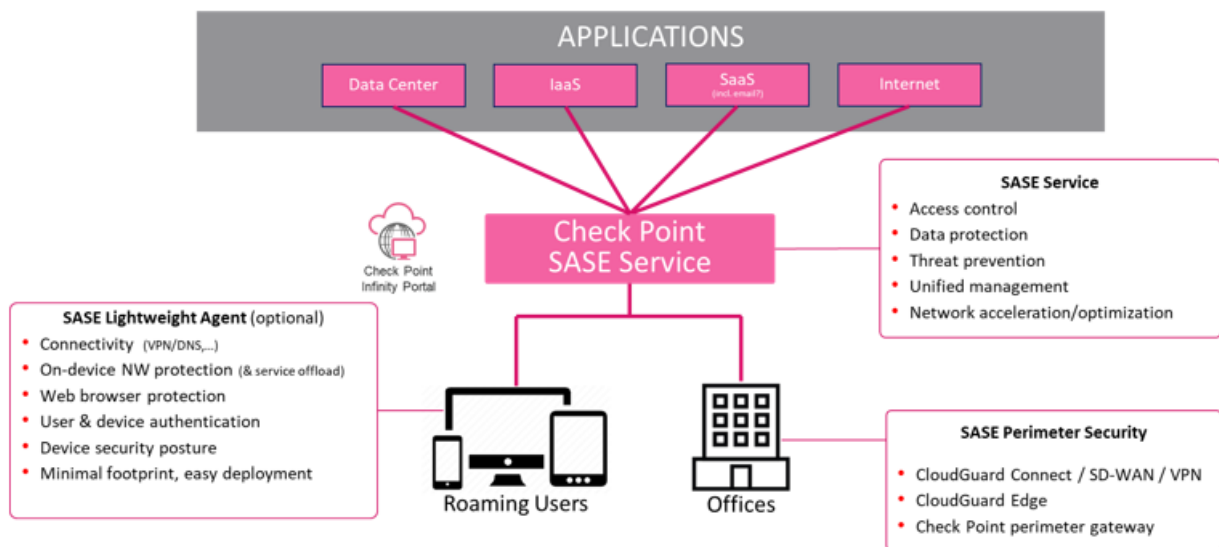 APPLICATIONS
Data Center
IaaS
SaaS
(incl. email?)
Internet
Check Point
SASE Service
Check Point
Infinity Portal
SASE Service
• Access control
• Data protection
• Threat prevention
• Unified management
• Network acceleration/optimization
SASE Lightweight Agent (optional)
• Connectivity (VPN/DNS,...)
• On-device NW protection (& service offload)
• Web browser protection
• User & device authentication
• Device security posture
• Minimal footprint, easy deployment
Roaming Users
Offices
SASE Perimeter Security
• CloudGuard Connect / SD-WAN / VPN
• CloudGuard Edge
• Check Point perimeter gateway